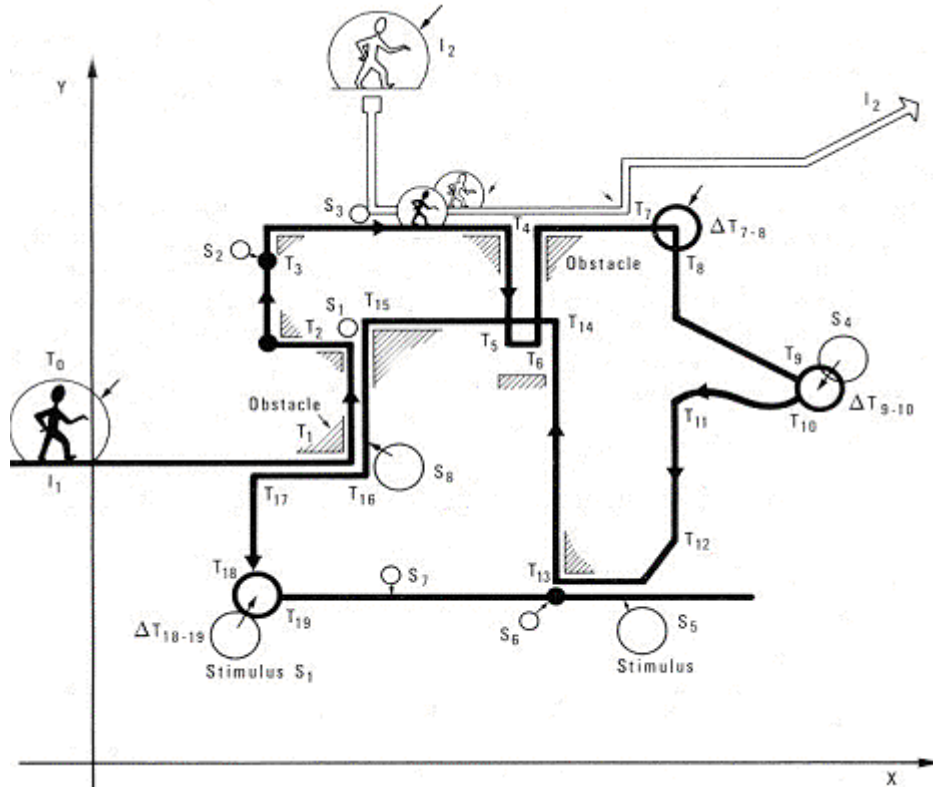 I2
Y
I2
S3
T4
T7
ΔT7-8
S2
T3
Obstacle
T8
S1
T15
T2
T5
T6
T14
S4
T0
T9
Obstacle
T1
T11
T10
ΔT9-10
S8
I1
T17
T16
T12
T18
S7
T13
T19
S6
S5
ΔT18-19
Stimulus S1
Stimulus
X